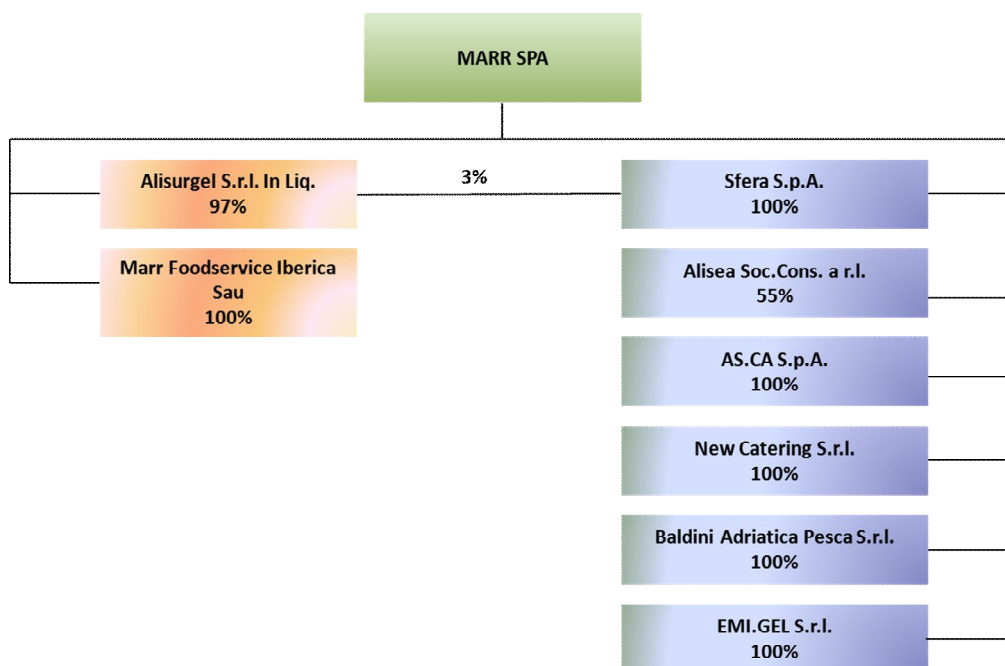 MARR SPA
Alisurgel S.r.l. In Liq.
97%
3%
Sfera S.p.A.
100%
Marr Foodservice Iberica
Sau
100%
Alisea Soc.Cons. a r.l.
55%
AS.CA S.p.A.
100%
New Catering S.r.l.
100%
Baldini Adriatica Pesca S.r.l.
100%
EMI.GEL S.r.l.
100%